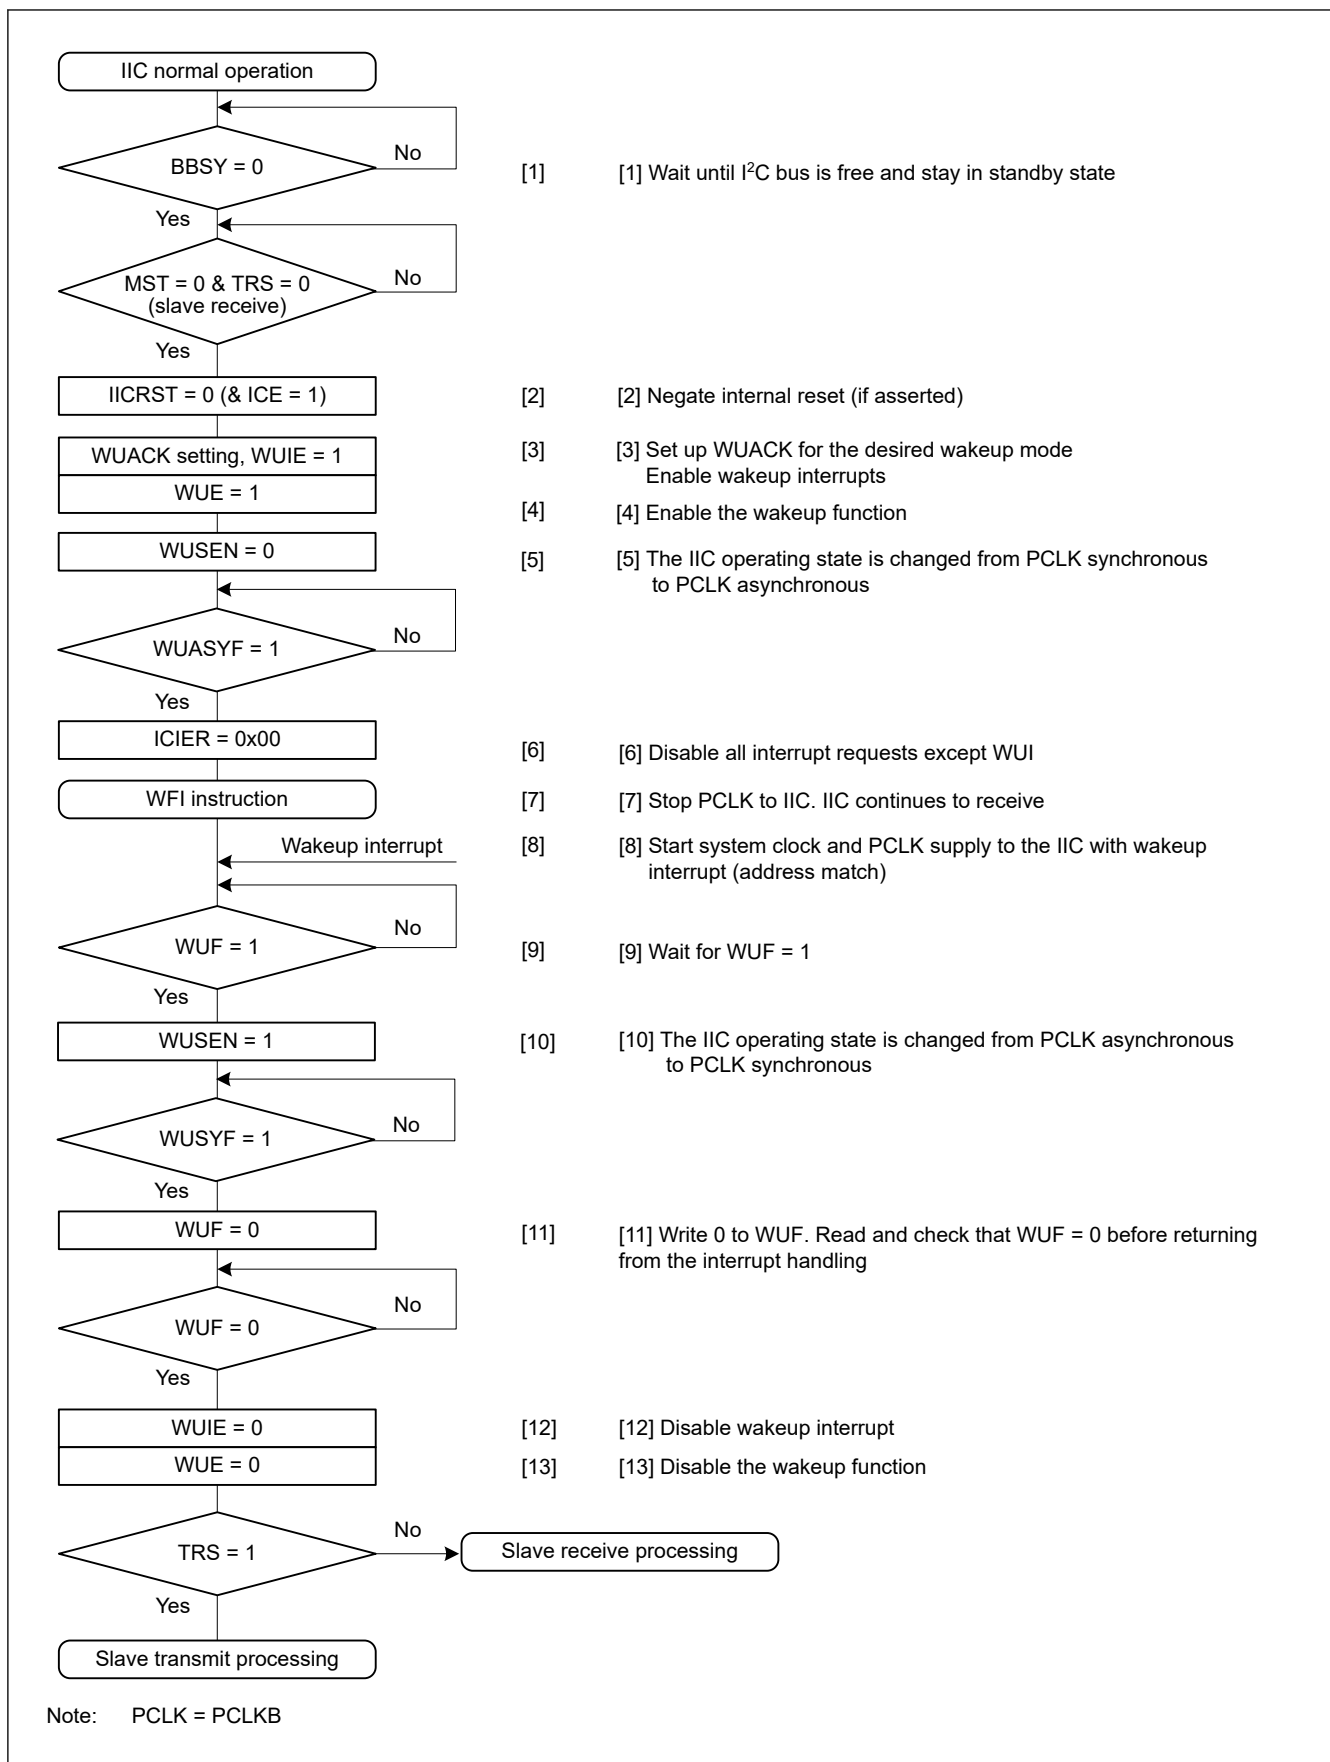 IIC normal operation
BBSY = 0
No
[1]
[1] Wait until I²C bus is free and stay in standby state
Yes
MST = 0 & TRS = 0
(slave receive)
No
Yes
IICRST = 0 (& ICE = 1)
[2]
[2] Negate internal reset (if asserted)
WUACK setting, WUIE = 1
[3]
[3] Set up WUACK for the desired wakeup mode
Enable wakeup interrupts
WUE = 1
[4]
[4] Enable the wakeup function
WUSEN = 0
[5]
[5] The IIC operating state is changed from PCLK synchronous
to PCLK asynchronous
WUASYF = 1
No
Yes
ICIER = 0x00
[6]
[6] Disable all interrupt requests except WUI
WFI instruction
[7]
[7] Stop PCLK to IIC. IIC continues to receive
Wakeup interrupt
[8]
[8] Start system clock and PCLK supply to the IIC with wakeup
interrupt (address match)
WUF = 1
No
[9]
[9] Wait for WUF = 1
Yes
WUSEN = 1
[10]
[10] The IIC operating state is changed from PCLK asynchronous
to PCLK synchronous
WUSYF = 1
No
Yes
WUF = 0
[11]
[11] Write 0 to WUF. Read and check that WUF = 0 before returning
from the interrupt handling
WUF = 0
No
Yes
WUIE = 0
[12]
[12] Disable wakeup interrupt
WUE = 0
[13]
[13] Disable the wakeup function
TRS = 1
No
Slave receive processing
Yes
Slave transmit processing
Note: PCLK = PCLKB